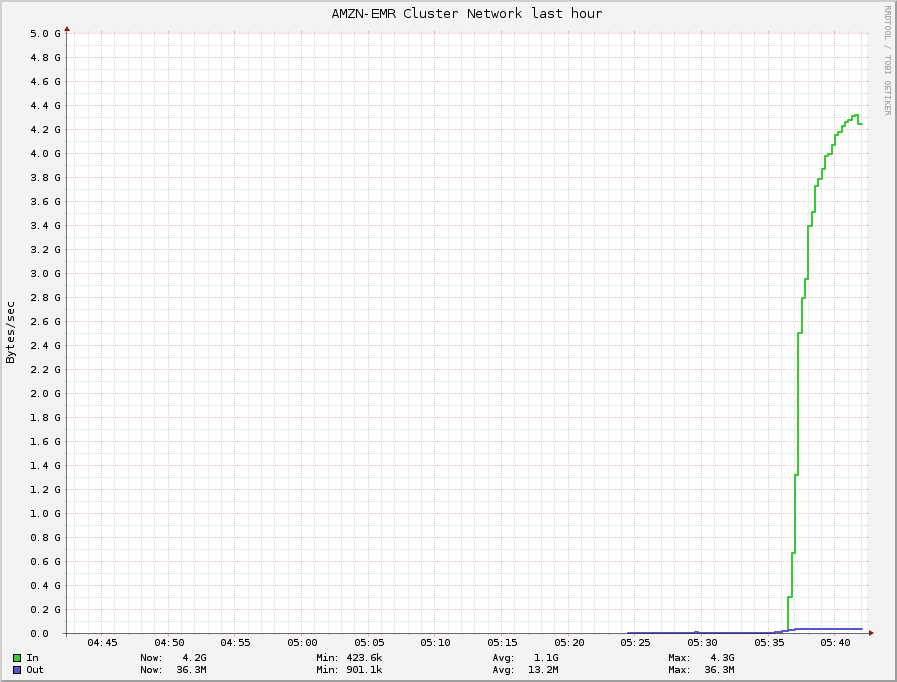 AMZN-EMR Cluster Network last hour
RRDTOOL / TOBI OETIKER
Bytes/sec
5.0 G
4.8 G
4.6 G
4.4 G
4.2 G
4.0 G
3.8 G
3.6 G
3.4 G
3.2 G
3.0 G
2.8 G
2.6 G
2.4 G
2.2 G
2.0 G
1.8 G
1.6 G
1.4 G
1.2 G
1.0 G
0.8 G
0.6 G
0.4 G
0.2 G
0.0
04:45 04:50 04:55 05:00 05:05 05:10 05:15 05:20 05:25 05:30 05:35 05:40
In Now: 4.2G Min: 423.6k Avg: 1.1G Max: 4.3G
Out Now: 36.3M Min: 901.1k Avg: 13.2M Max: 36.3M